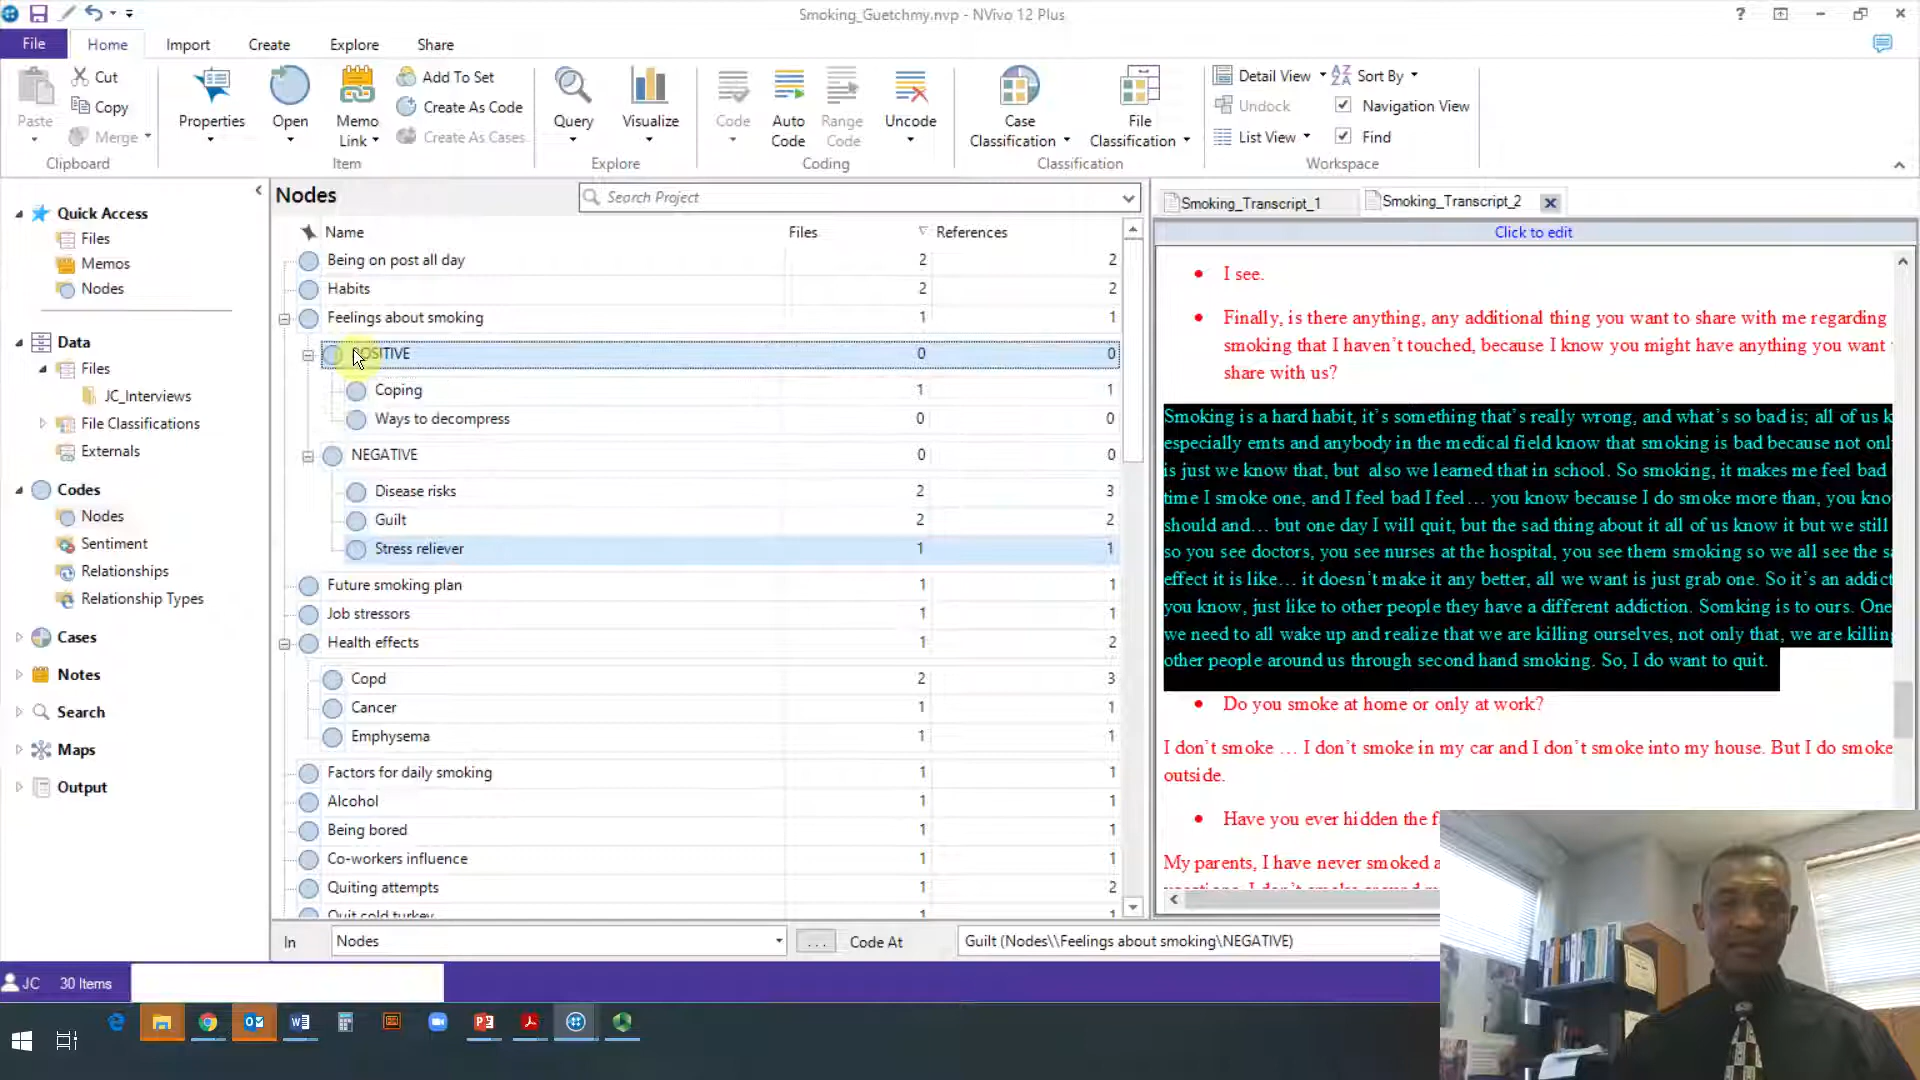 Smoking_Guetchmy.nvp - NVivo 12 Plus
File
Home
Import
Create
Explore
Share
Paste
Cut
Copy
Merge
Clipboard
Properties
Open
Memo
Link
Add To Set
Create As Code
Create As Cases
Item
Query
Visualize
Explore
Code
Auto
Code
Range
Code
Uncode
Coding
Case
Classification
File
Classification
Classification
Detail View
Sort By
Undock
Navigation View
List View
Find
Workspace
Quick Access
Files
Memos
Nodes
Data
Files
JC_Interviews
File Classifications
Externals
Codes
Nodes
Sentiment
Relationships
Relationship Types
Cases
Notes
Search
Maps
Output
Nodes
Search Project
Name Files References
Being on post all day 2 2
Habits 2 2
Feelings about smoking 1 1
POSITIVE 0 0
Coping 1 1
Ways to decompress 0 0
NEGATIVE 0 0
Disease risks 2 3
Guilt 2 2
Stress reliever 1 1
Future smoking plan 1 1
Job stressors 1 1
Health effects 1 2
Copd 2 3
Cancer 1 1
Emphysema 1 1
Factors for daily smoking 1 1
Alcohol 1 1
Being bored 1 1
Co-workers influence 1 1
Quiting attempts 1 2
Quit cold turkey 1 1
Smoking_Transcript_1
Smoking_Transcript_2
Click to edit
• I see.
• Finally, is there anything, any additional thing you want to share with me regarding
smoking that I haven't touched, because I know you might have anything you want
share with us?
Smoking is a hard habit, it's something that's really wrong, and what's so bad is; all of us k
especially emts and anybody in the medical field know that smoking is bad because not onl
is just we know that, but also we learned that in school. So smoking, it makes me feel bad
time I smoke one, and I feel bad I feel… you know because I do smoke more than, you kno
should and… but one day I will quit, but the sad thing about it all of us know it but we still
so you see doctors, you see nurses at the hospital, you see them smoking so we all see the sa
effect it is like… it doesn't make it any better, all we want is just grab one. So it's an addict
you know, just like to other people they have a different addiction. Somking is to ours. One
we need to all wake up and realize that we are killing ourselves, not only that, we are killing
other people around us through second hand smoking. So, I do want to quit.
• Do you smoke at home or only at work?
I don't smoke … I don't smoke in my car and I don't smoke into my house. But I do smoke
outside.
• Have you ever hidden the f
My parents, I have never smoked a
In
Nodes
...
Code At
Guilt (Nodes\\Feelings about smoking\NEGATIVE)
JC 30 Items